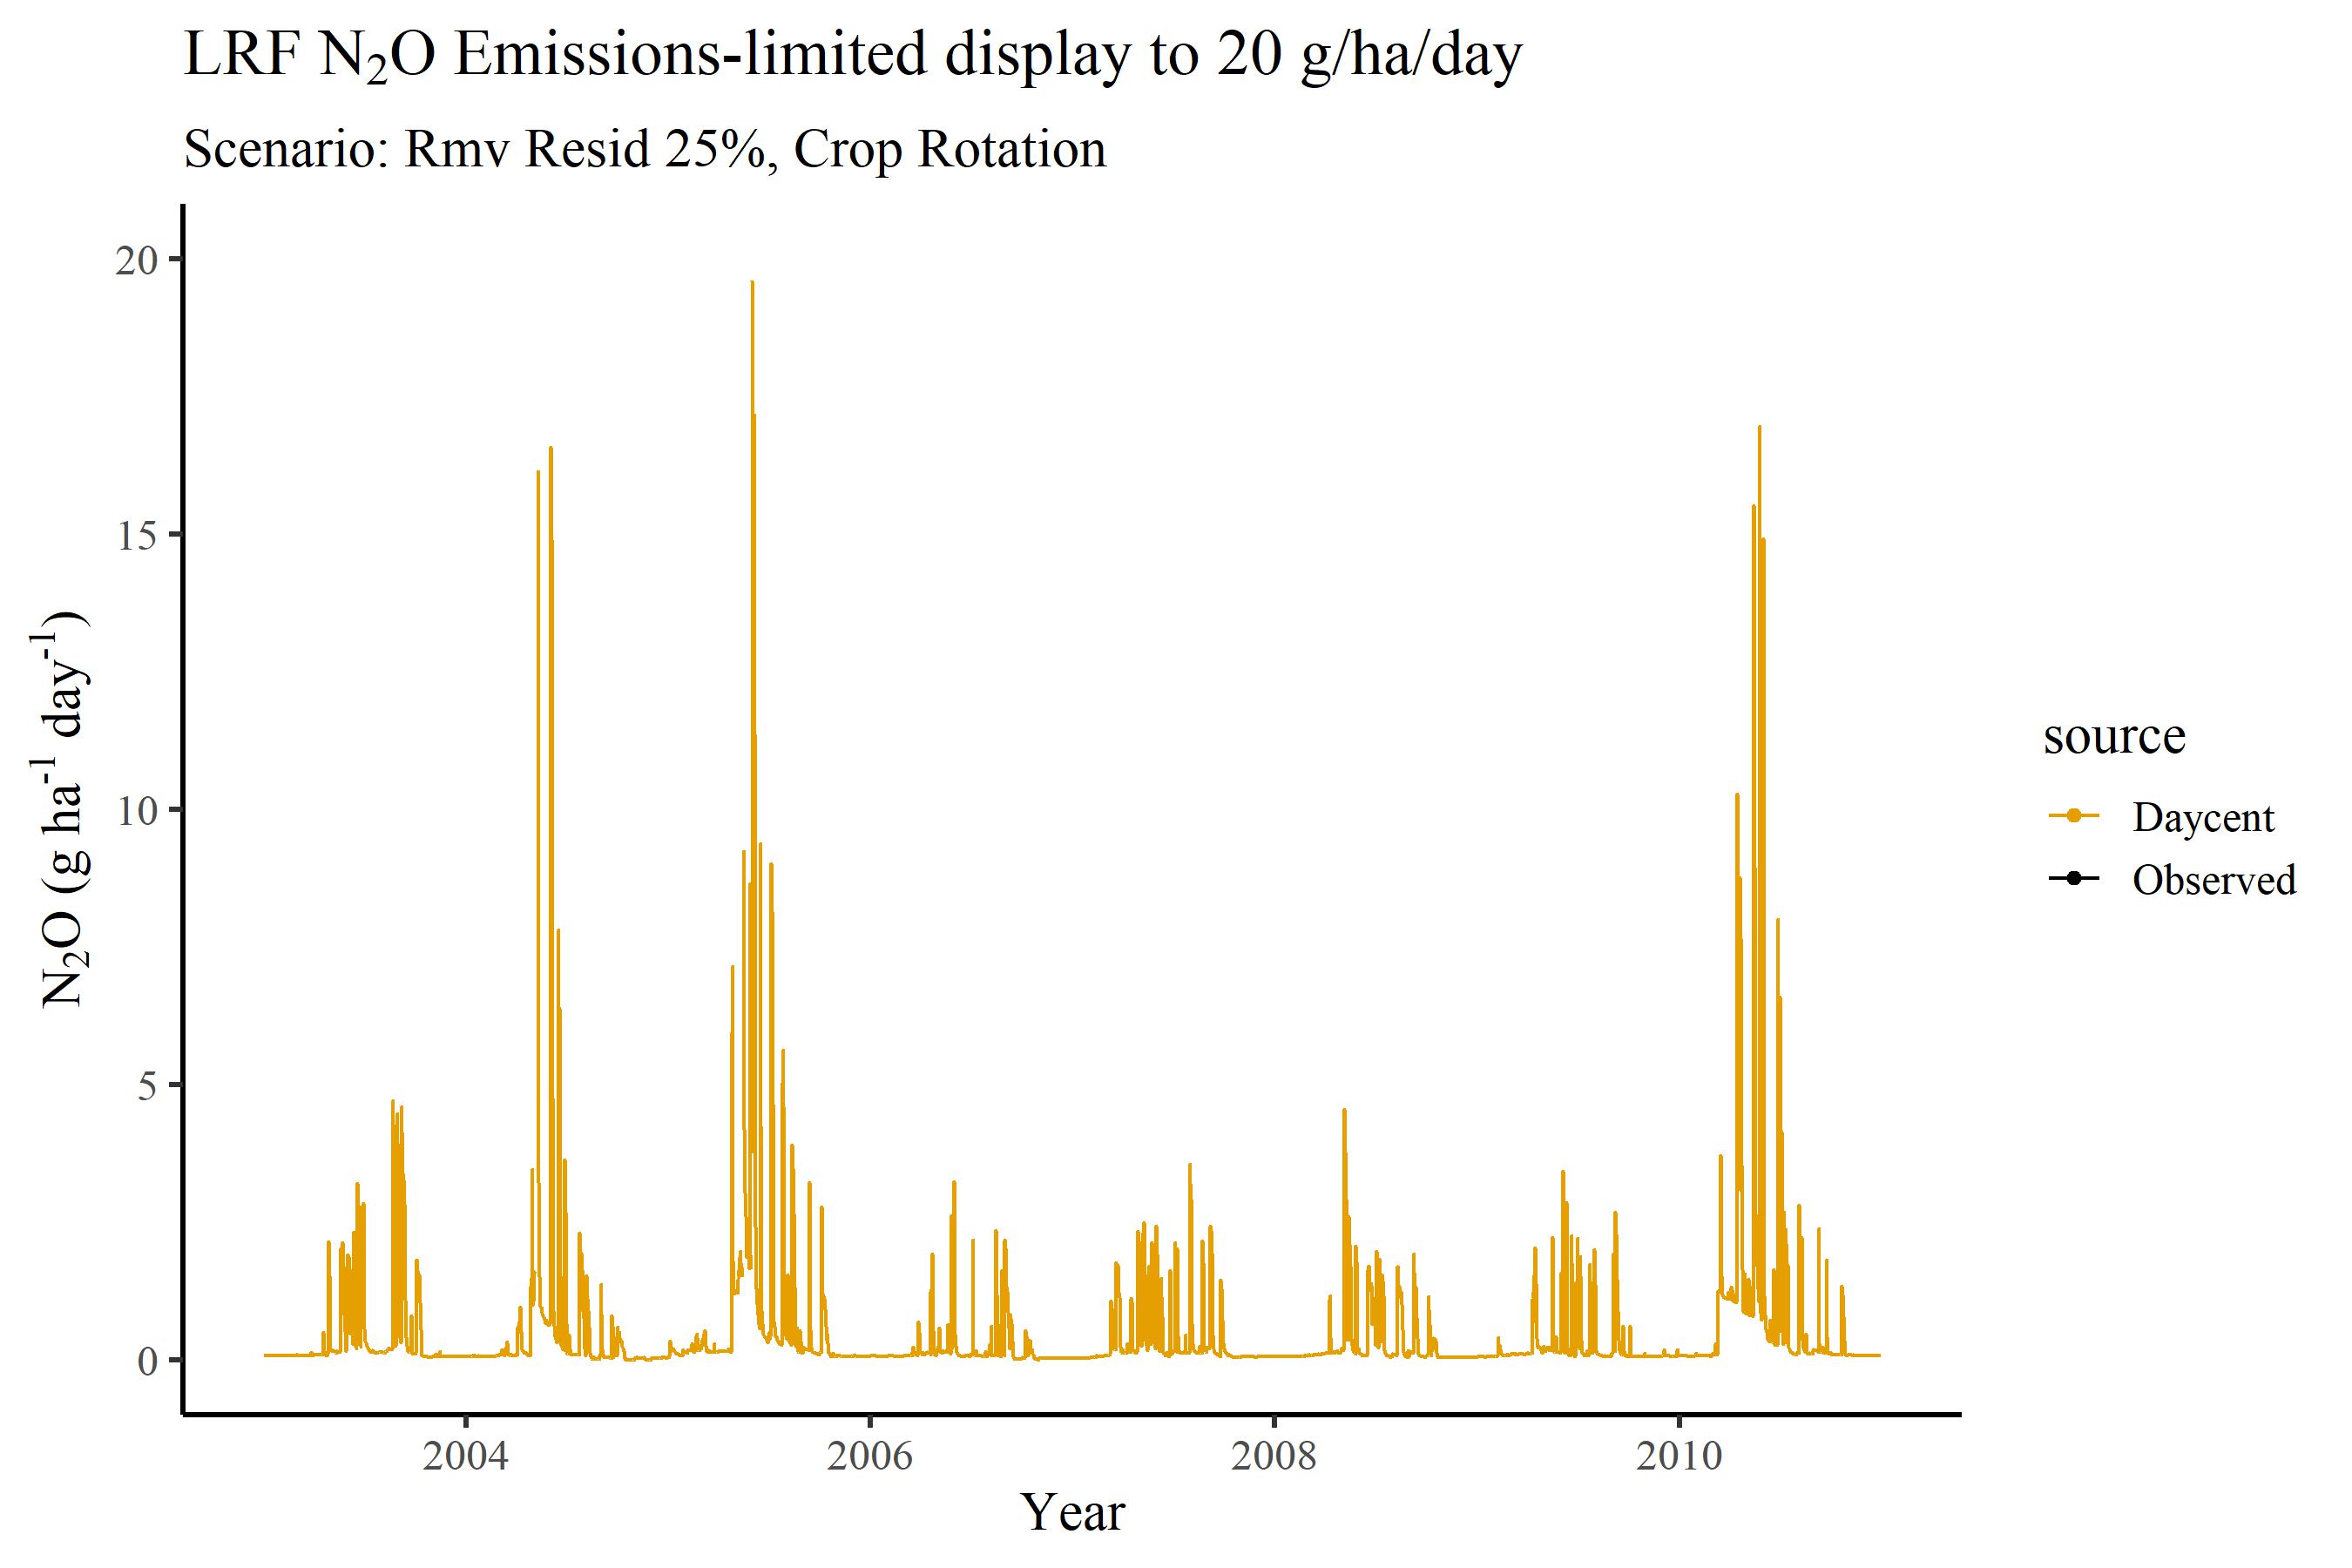 LRF N₂O Emissions-limited display to 20 g/ha/day
Scenario: Rmv Resid 25%, Crop Rotation
N₂O (g ha⁻¹ day⁻¹)
20
15
10
5
0
2004
2006
2008
2010
Year
source
Daycent
Observed